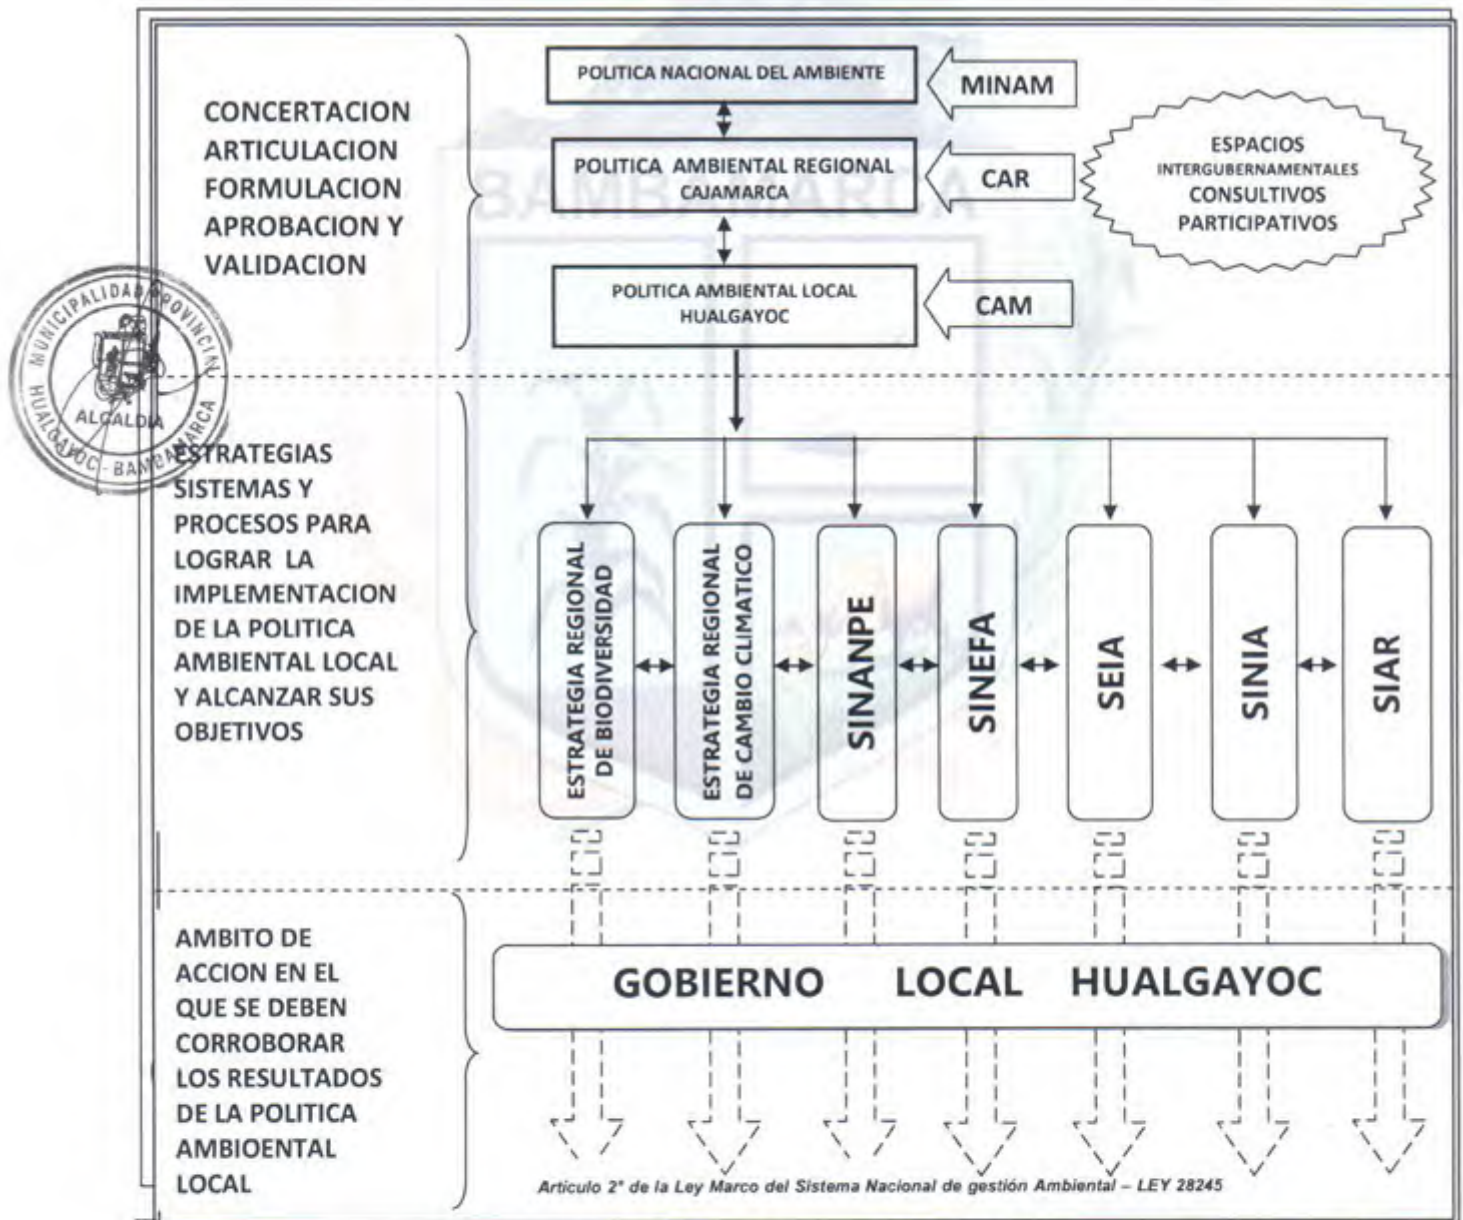 CONCERTACION
ARTICULACION
FORMULACION
APROBACION Y
VALIDACION
POLITICA NACIONAL DEL AMBIENTE
MINAM
POLITICA AMBIENTAL REGIONAL
CAJAMARCA
CAR
POLITICA AMBIENTAL LOCAL
HUALGAYOC
CAM
ESPACIOS
INTERGUBERNAMENTALES
CONSULTIVOS
PARTICIPATIVOS
BAMBAMARCA
MUNICIPALIDAD PROVINCIAL
ALCALDIA
HUALGAYOC - BAMBAMARCA
ESTRATEGIAS
SISTEMAS Y
PROCESOS PARA
LOGRAR LA
IMPLEMENTACION
DE LA POLITICA
AMBIENTAL LOCAL
Y ALCANZAR SUS
OBJETIVOS
ESTRATEGIA REGIONAL
DE BIODIVERSIDAD
ESTRATEGIA REGIONAL
DE CAMBIO CLIMATICO
SINANPE
SINEFA
SEIA
SINIA
SIAR
AMBITO DE
ACCION EN EL
QUE SE DEBEN
CORROBORAR
LOS RESULTADOS
DE LA POLITICA
AMBIOENTAL
LOCAL
GOBIERNO LOCAL HUALGAYOC
Articulo 2° de la Ley Marco del Sistema Nacional de gestión Ambiental – LEY 28245